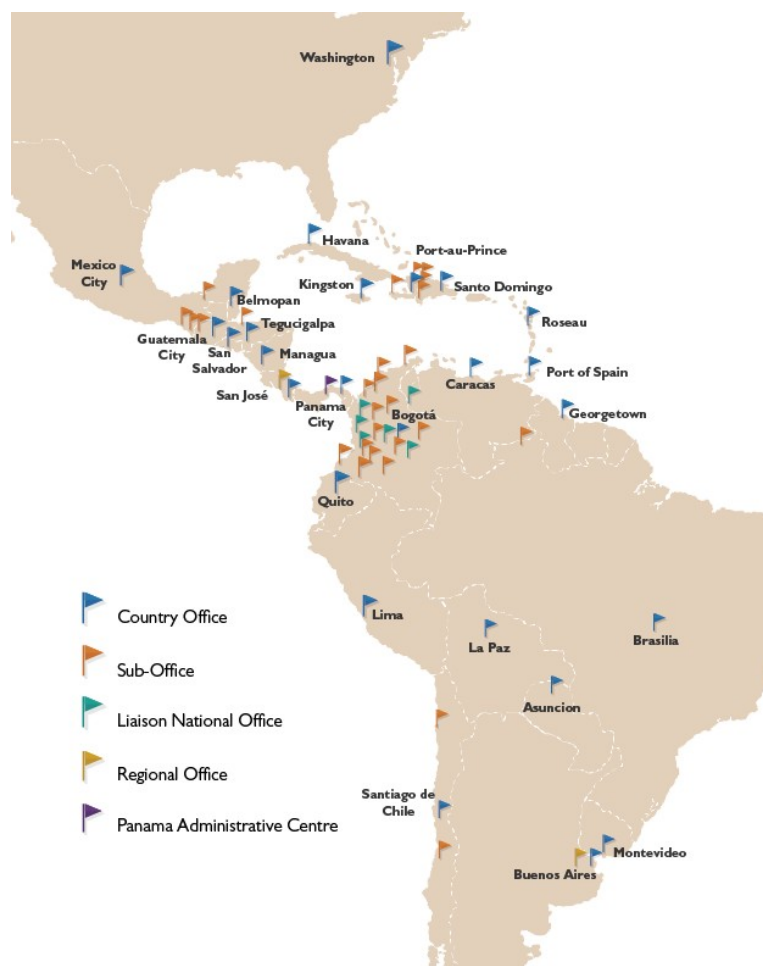 Washington
Havana
Port-au-Prince
Mexico
City
Kingston
Santo Domingo
Belmopan
Roseau
Tegucigalpa
Guatemala
City
San
Salvador
Managua
Port of Spain
Caracas
San José
Panama
City
Bogotá
Georgetown
Quito
Country Office
Lima
La Paz
Brasilia
Sub-Office
Asuncion
Liaison National Office
Regional Office
Santiago de
Chile
Panama Administrative Centre
Montevideo
Buenos Aires